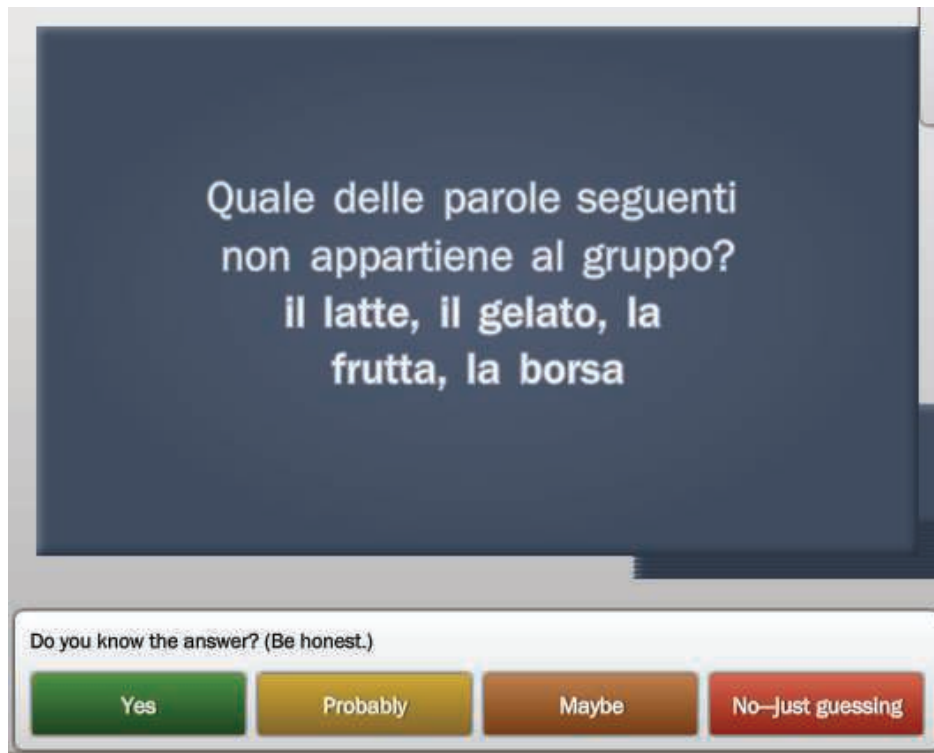 Quale delle parole seguenti
non appartiene al gruppo?
il latte, il gelato, la
frutta, la borsa
Do you know the answer? (Be honest.)
Yes
Probably
Maybe
No—just guessing